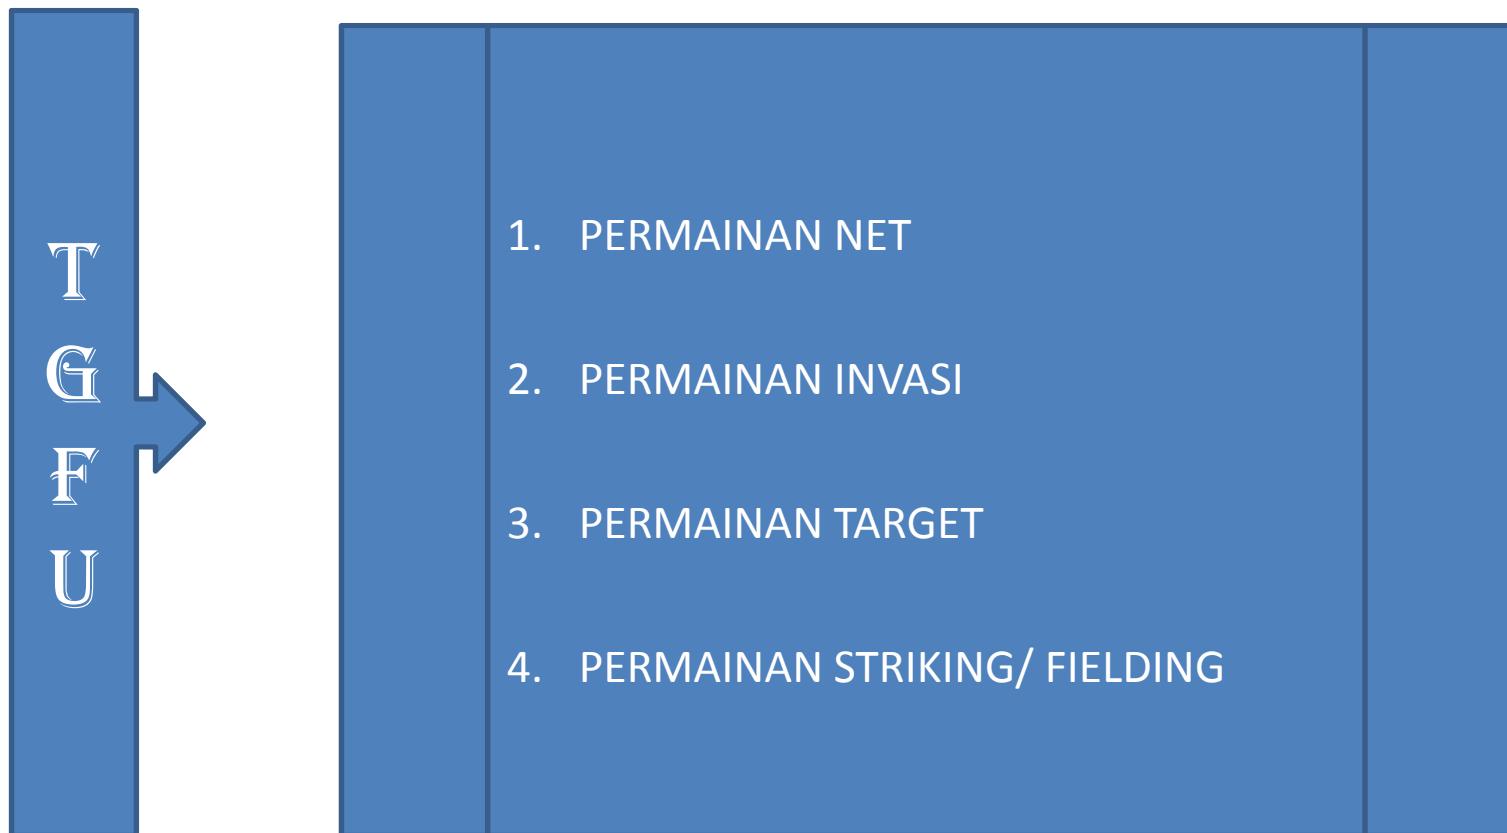 T
G
F
U
1. PERMAINAN NET
2. PERMAINAN INVASI
3. PERMAINAN TARGET
4. PERMAINAN STRIKING/ FIELDING